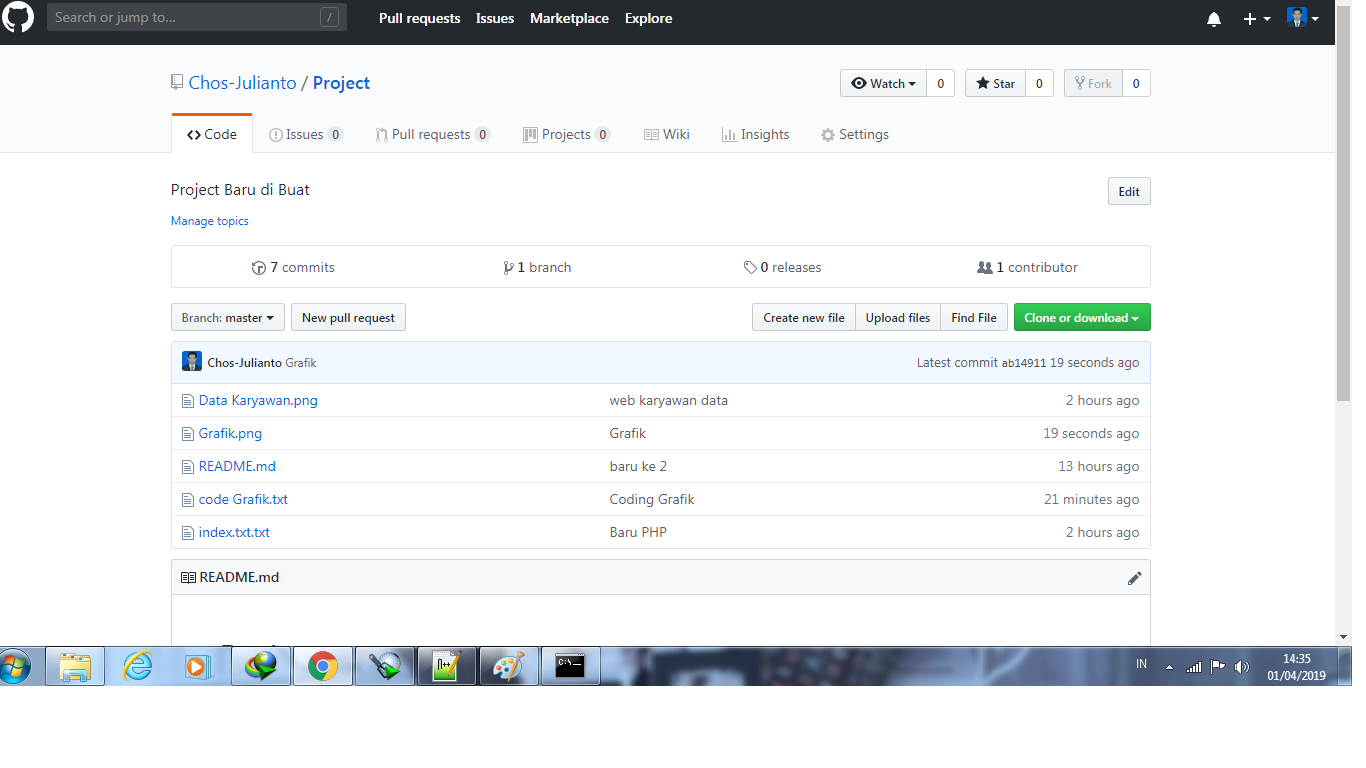 Search or jump to... / Pull requests Issues Marketplace Explore
Chos-Julianto / Project Watch 0 Star 0 Fork 0
Code Issues 0 Pull requests 0 Projects 0 Wiki Insights Settings
Project Baru di Buat Edit
Manage topics
7 commits 1 branch 0 releases 1 contributor
Branch: master New pull request Create new file Upload files Find File Clone or download
Chos-Julianto Grafik Latest commit ab14911 19 seconds ago
Data Karyawan.png web karyawan data 2 hours ago
Grafik.png Grafik 19 seconds ago
README.md baru ke 2 13 hours ago
code Grafik.txt Coding Grafik 21 minutes ago
index.txt.txt Baru PHP 2 hours ago
README.md
IN 14:35
01/04/2019